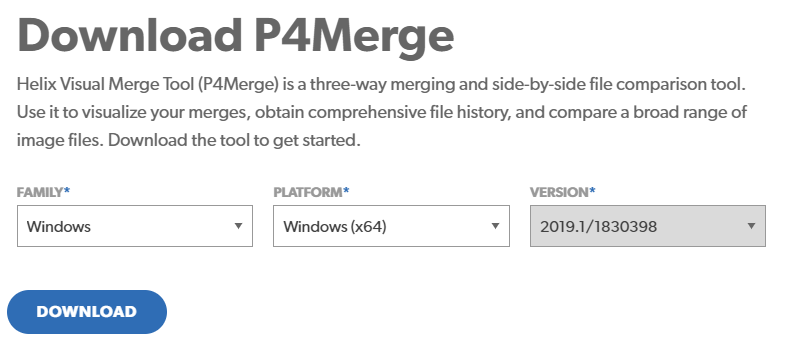 Download P4Merge
Helix Visual Merge Tool (P4Merge) is a three-way merging and side-by-side file comparison tool.
Use it to visualize your merges, obtain comprehensive file history, and compare a broad range of
image files. Download the tool to get started.
FAMILY* PLATFORM* VERSION*
Windows Windows (x64) 2019.1/1830398
DOWNLOAD